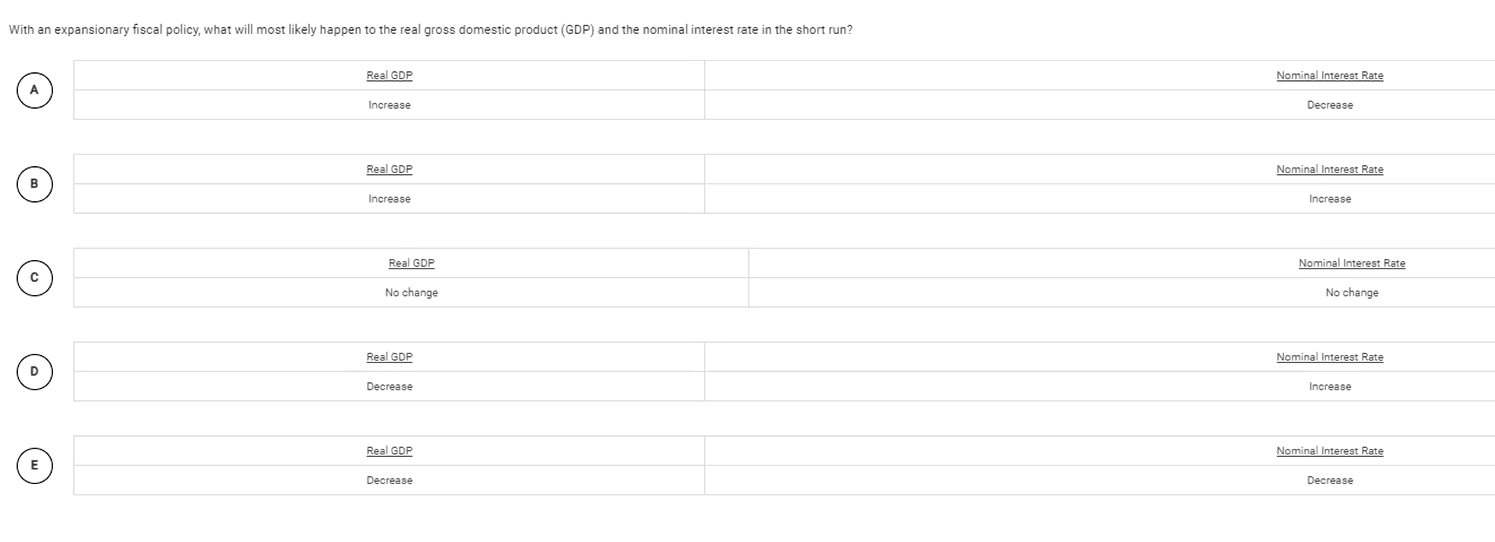 With an expansionary fiscal policy, what will most likely happen to the real gross domestic product (GDP) and the nominal interest rate in the short run?
A
Real GDP Nominal Interest Rate
Increase Decrease
B
Real GDP Nominal Interest Rate
Increase Increase
C
Real GDP Nominal Interest Rate
No change No change
D
Real GDP Nominal Interest Rate
Decrease Increase
E
Real GDP Nominal Interest Rate
Decrease Decrease